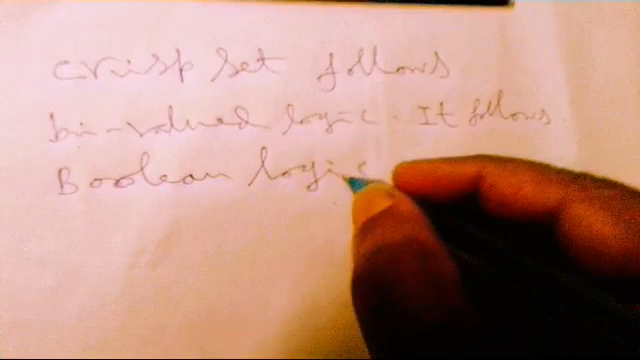 crisp set follows
bi-valued logic. It follows
Boolean logic